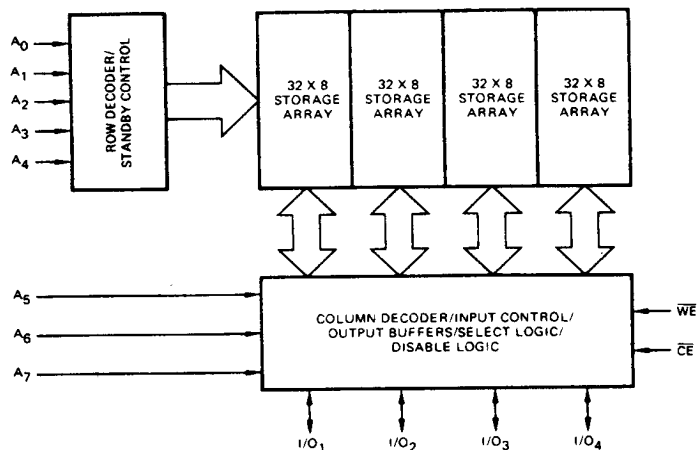 A0
A1
A2
A3
A4
ROW DECODER/
STANDBY CONTROL
32 X 8
STORAGE
ARRAY
32 X 8
STORAGE
ARRAY
32 X 8
STORAGE
ARRAY
32 X 8
STORAGE
ARRAY
A5
A6
A7
COLUMN DECODER/INPUT CONTROL/
OUTPUT BUFFERS/SELECT LOGIC/
DISABLE LOGIC
WE
CE
I/O1
I/O2
I/O3
I/O4